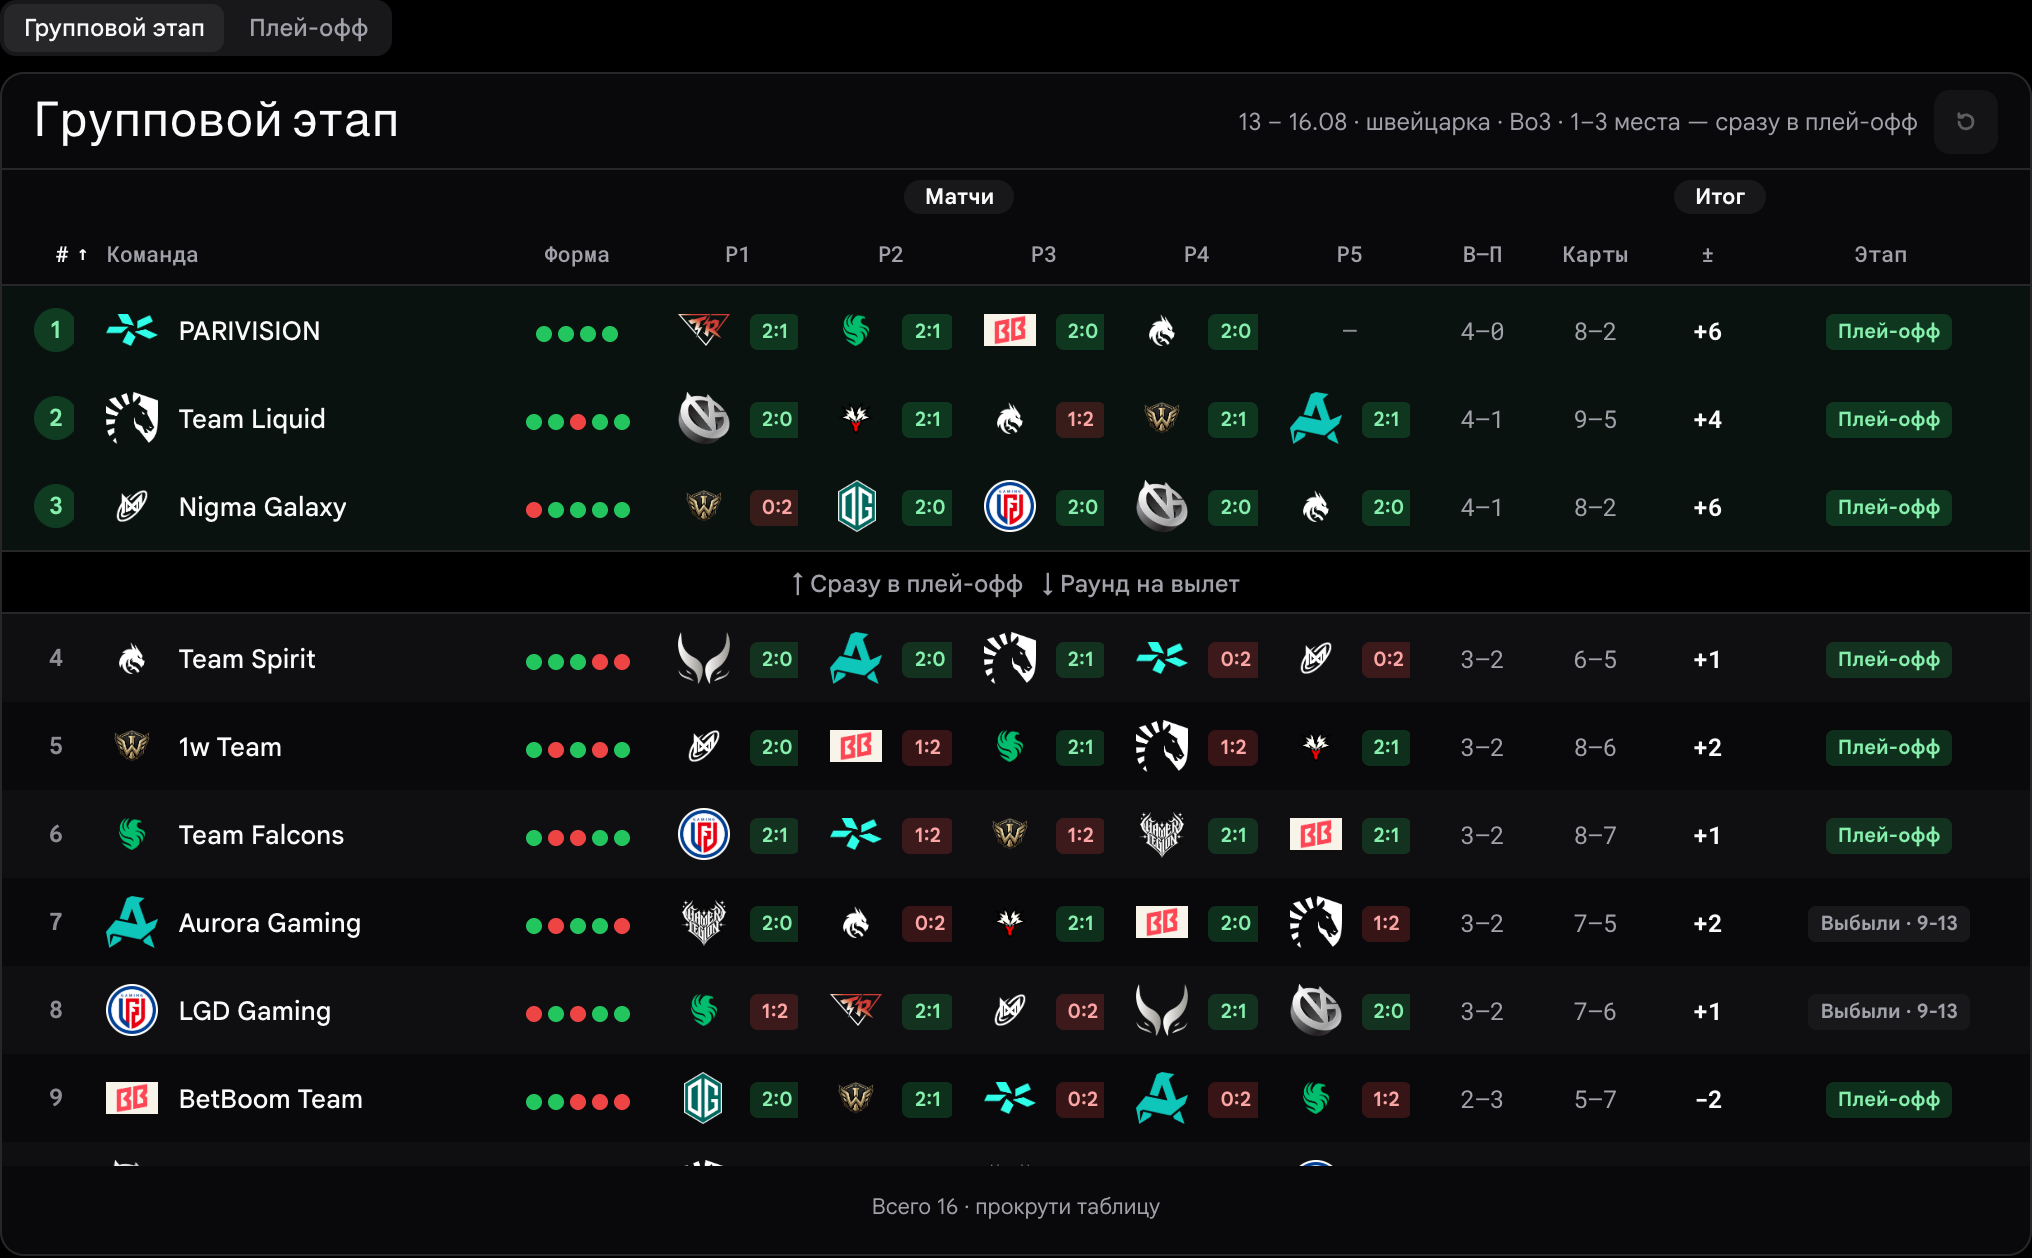 Групповой этап Плей-офф
Групповой этап
13 – 16.08 · швейцарка · Bo3 · 1–3 места — сразу в плей-офф
Матчи Итог
# ↑ Команда Форма Р1 Р2 Р3 Р4 Р5 В–П Карты ± Этап
1 PARIVISION 2:1 2:1 BB 2:0 2:0 — 4–0 8–2 +6 Плей-офф
2 Team Liquid 2:0 2:1 1:2 2:1 2:1 4–1 9–5 +4 Плей-офф
3 Nigma Galaxy 0:2 OG 2:0 2:0 2:0 2:0 4–1 8–2 +6 Плей-офф
↑ Сразу в плей-офф ↓ Раунд на вылет
4 Team Spirit 2:0 2:0 2:1 0:2 0:2 3–2 6–5 +1 Плей-офф
5 1w Team 2:0 BB 1:2 2:1 1:2 2:1 3–2 8–6 +2 Плей-офф
6 Team Falcons 2:1 1:2 1:2 2:1 BB 2:1 3–2 8–7 +1 Плей-офф
7 Aurora Gaming 2:0 0:2 2:1 BB 2:0 1:2 3–2 7–5 +2 Выбыли · 9-13
8 LGD Gaming 1:2 2:1 0:2 2:1 2:0 3–2 7–6 +1 Выбыли · 9-13
9 BB BetBoom Team OG 2:0 2:1 0:2 0:2 1:2 2–3 5–7 −2 Плей-офф
Всего 16 · прокрути таблицу